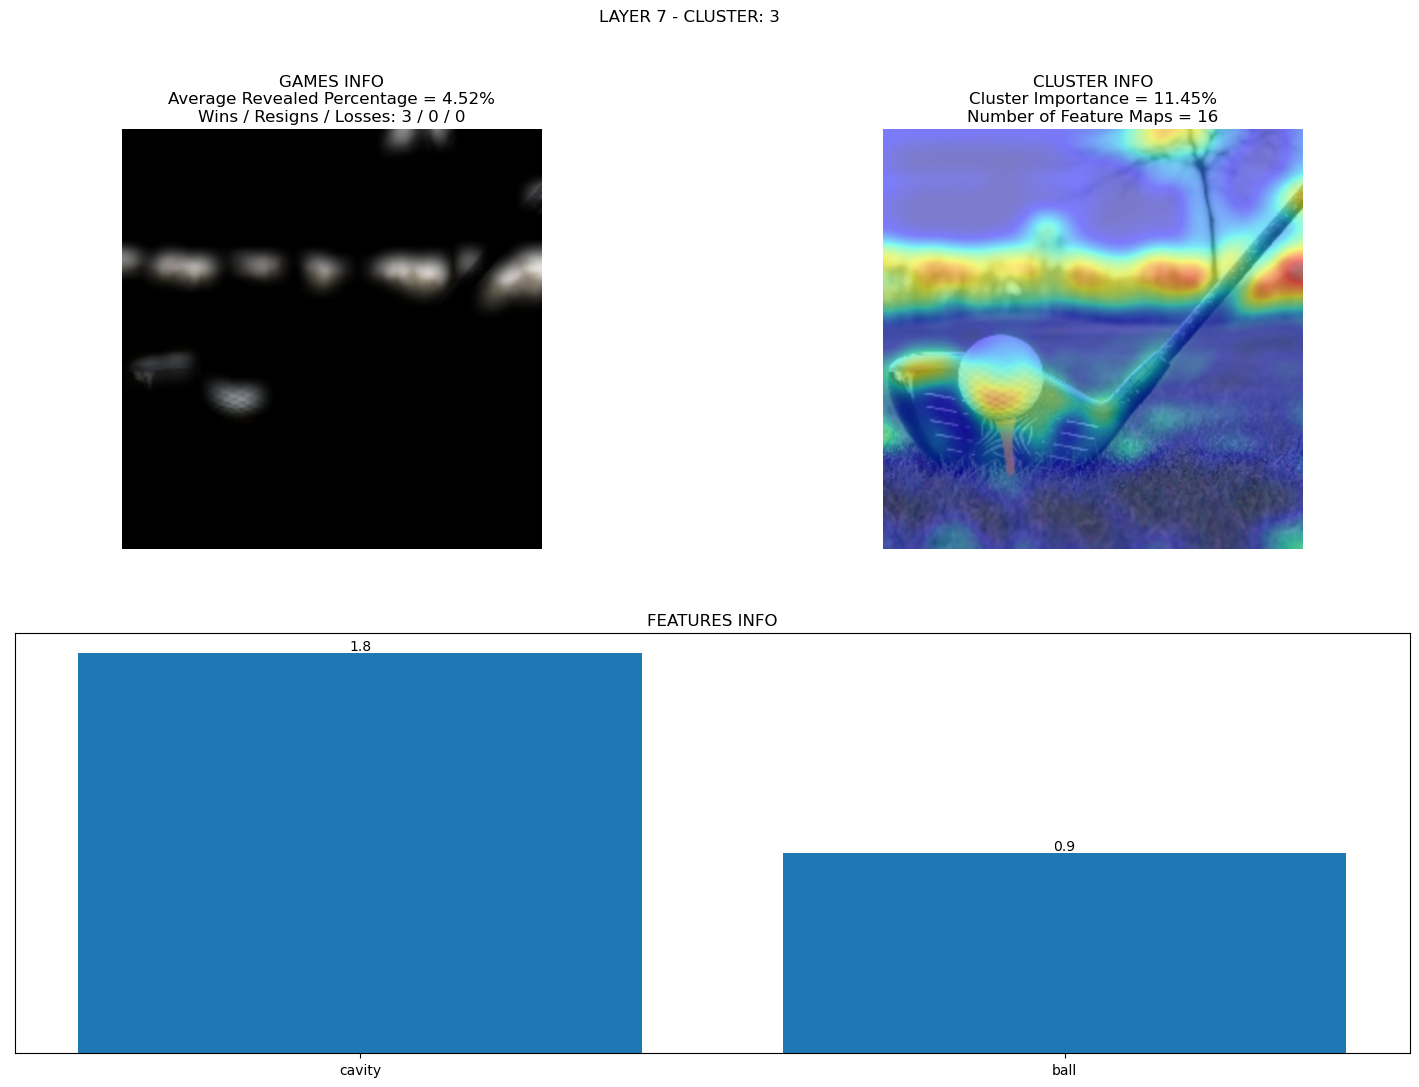 LAYER 7 - CLUSTER: 3
GAMES INFO
Average Revealed Percentage = 4.52%
Wins / Resigns / Losses: 3 / 0 / 0
CLUSTER INFO
Cluster Importance = 11.45%
Number of Feature Maps = 16
FEATURES INFO
1.8
0.9
cavity
ball